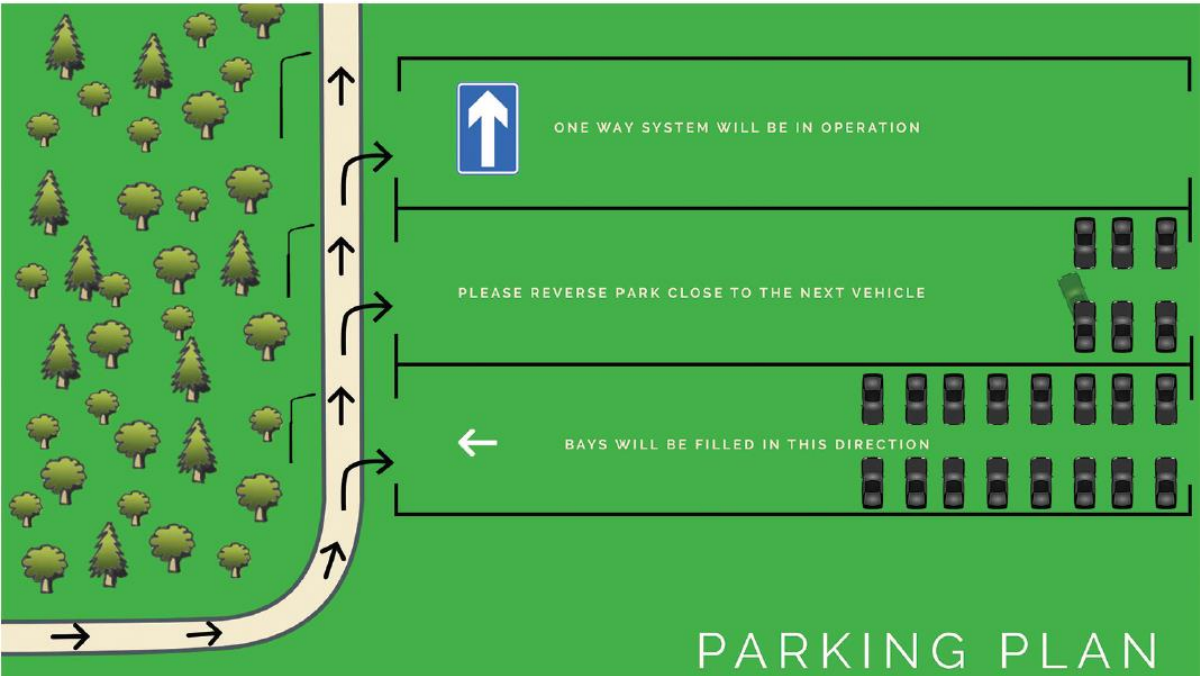 ONE WAY SYSTEM WILL BE IN OPERATION
PLEASE REVERSE PARK CLOSE TO THE NEXT VEHICLE
BAYS WILL BE FILLED IN THIS DIRECTION
PARKING PLAN